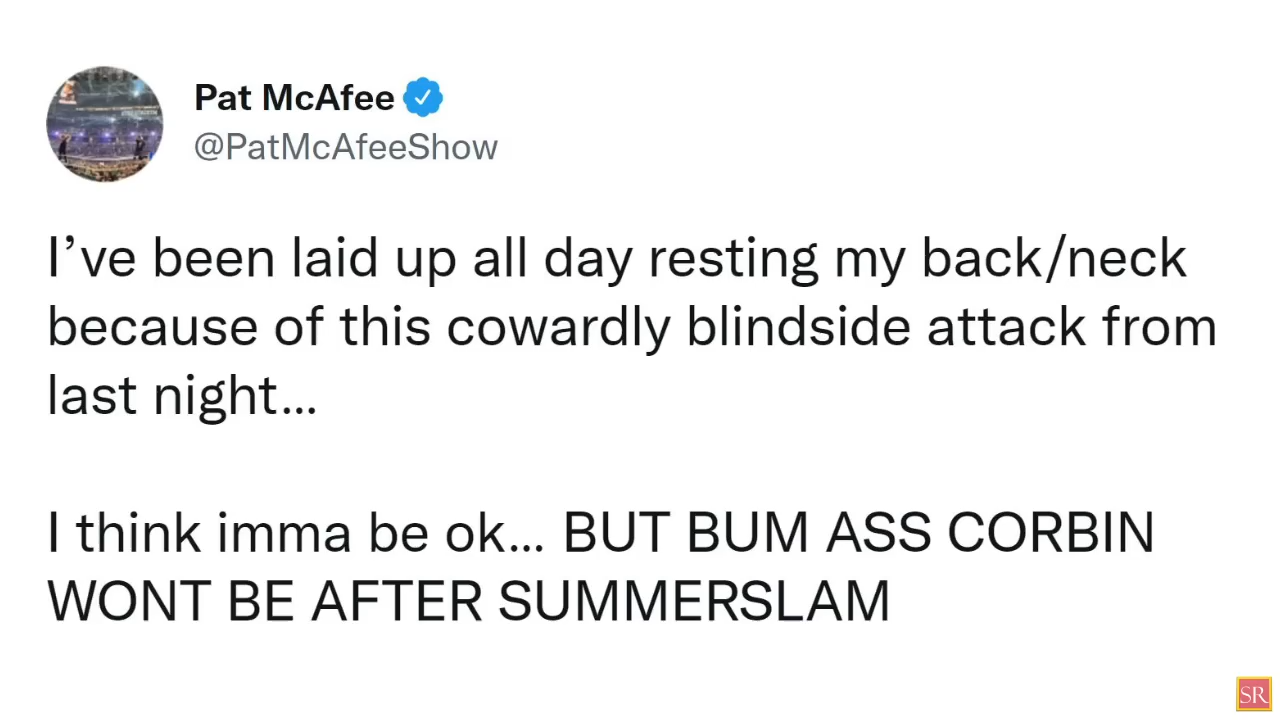 Pat McAfee
@PatMcAfeeShow
I’ve been laid up all day resting my back/neck
because of this cowardly blindside attack from
last night…
I think imma be ok… BUT BUM ASS CORBIN
WONT BE AFTER SUMMERSLAM
SR